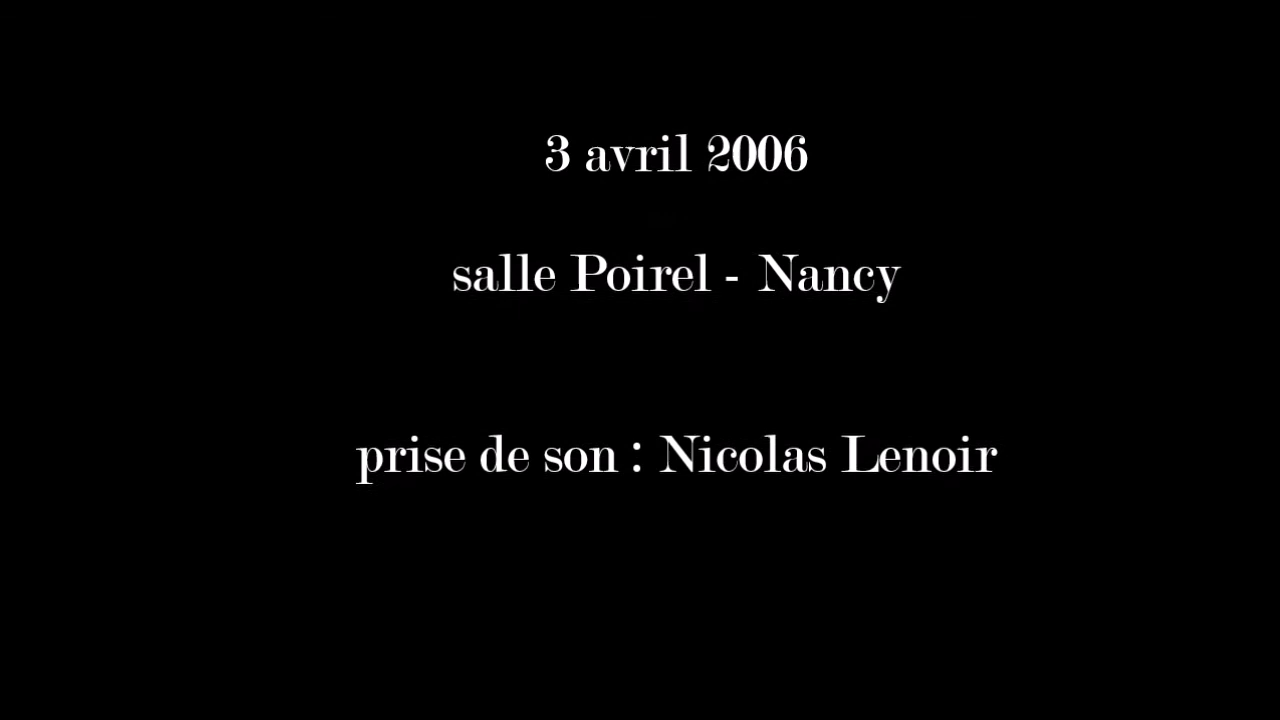 3 avril 2006
salle Poirel - Nancy
prise de son : Nicolas Lenoir